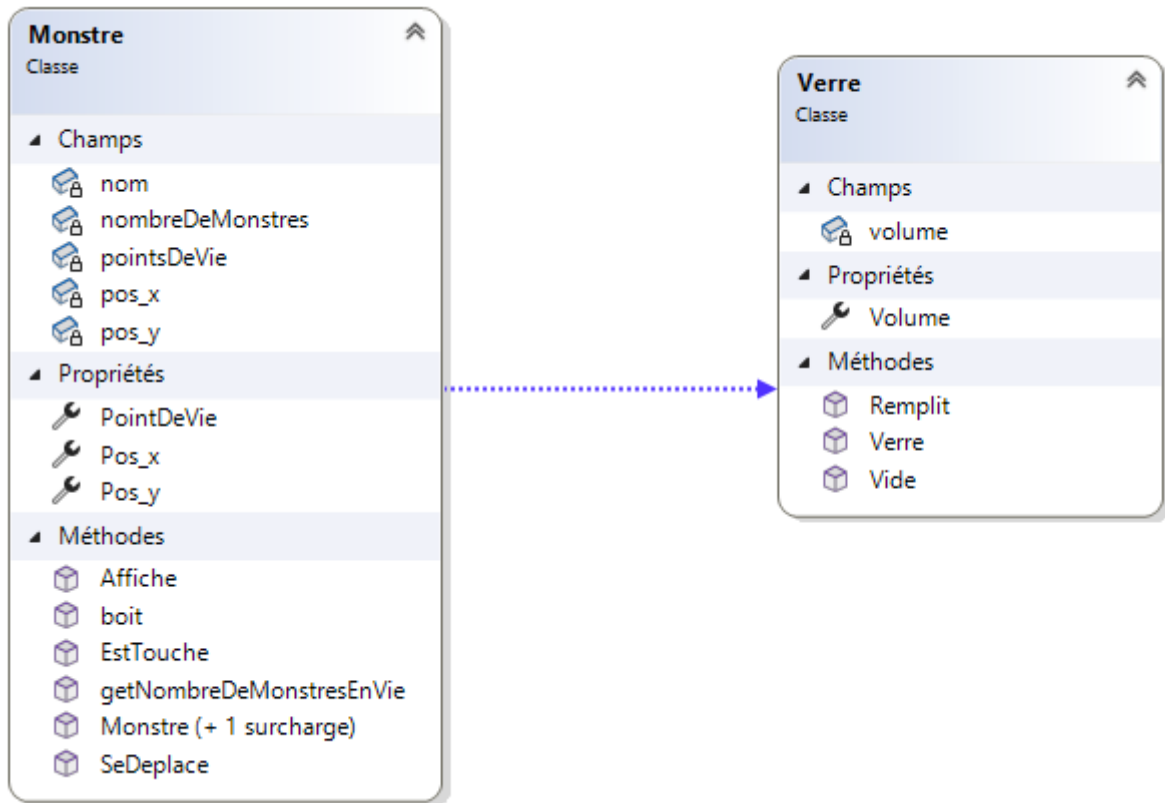 Monstre
Classe
Champs
nom
nombreDeMonstres
pointsDeVie
pos_x
pos_y
Propriétés
PointDeVie
Pos_x
Pos_y
Méthodes
Affiche
boit
EstTouche
getNombreDeMonstresEnVie
Monstre (+ 1 surcharge)
SeDeplace
Verre
Classe
Champs
volume
Propriétés
Volume
Méthodes
Remplit
Verre
Vide